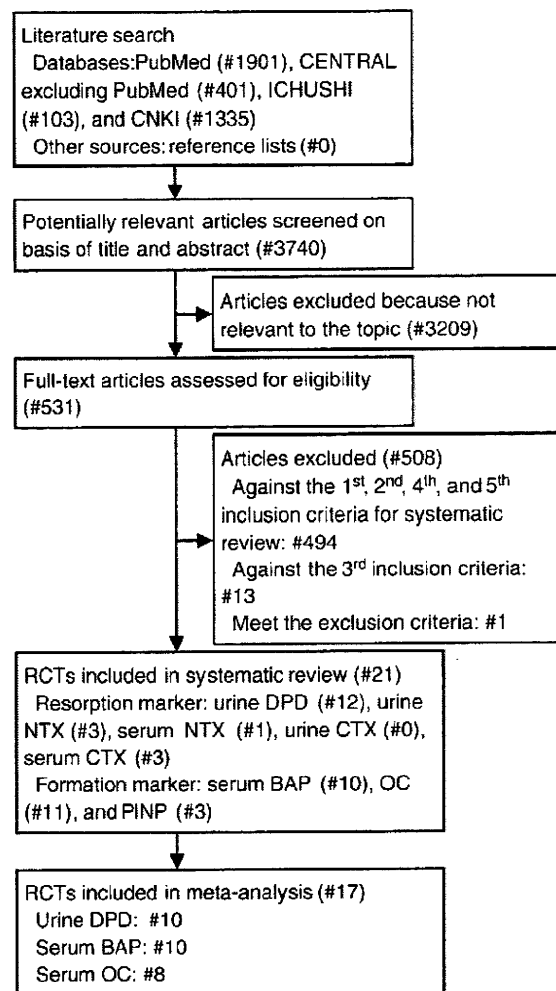 Literature search
Databases:PubMed (#1901), CENTRAL
excluding PubMed (#401), ICHUSHI
(#103), and CNKI (#1335)
Other sources: reference lists (#0)
Potentially relevant articles screened on
basis of title and abstract (#3740)
Articles excluded because not
relevant to the topic (#3209)
Full-text articles assessed for eligibility
(#531)
Articles excluded (#508)
Against the 1st, 2nd, 4th, and 5th
inclusion criteria for systematic
review: #494
Against the 3rd inclusion criteria:
#13
Meet the exclusion criteria: #1
RCTs included in systematic review (#21)
Resorption marker: urine DPD (#12), urine
NTX (#3), serum NTX (#1), urine CTX (#0),
serum CTX (#3)
Formation marker: serum BAP (#10), OC
(#11), and PINP (#3)
RCTs included in meta-analysis (#17)
Urine DPD: #10
Serum BAP: #10
Serum OC: #8